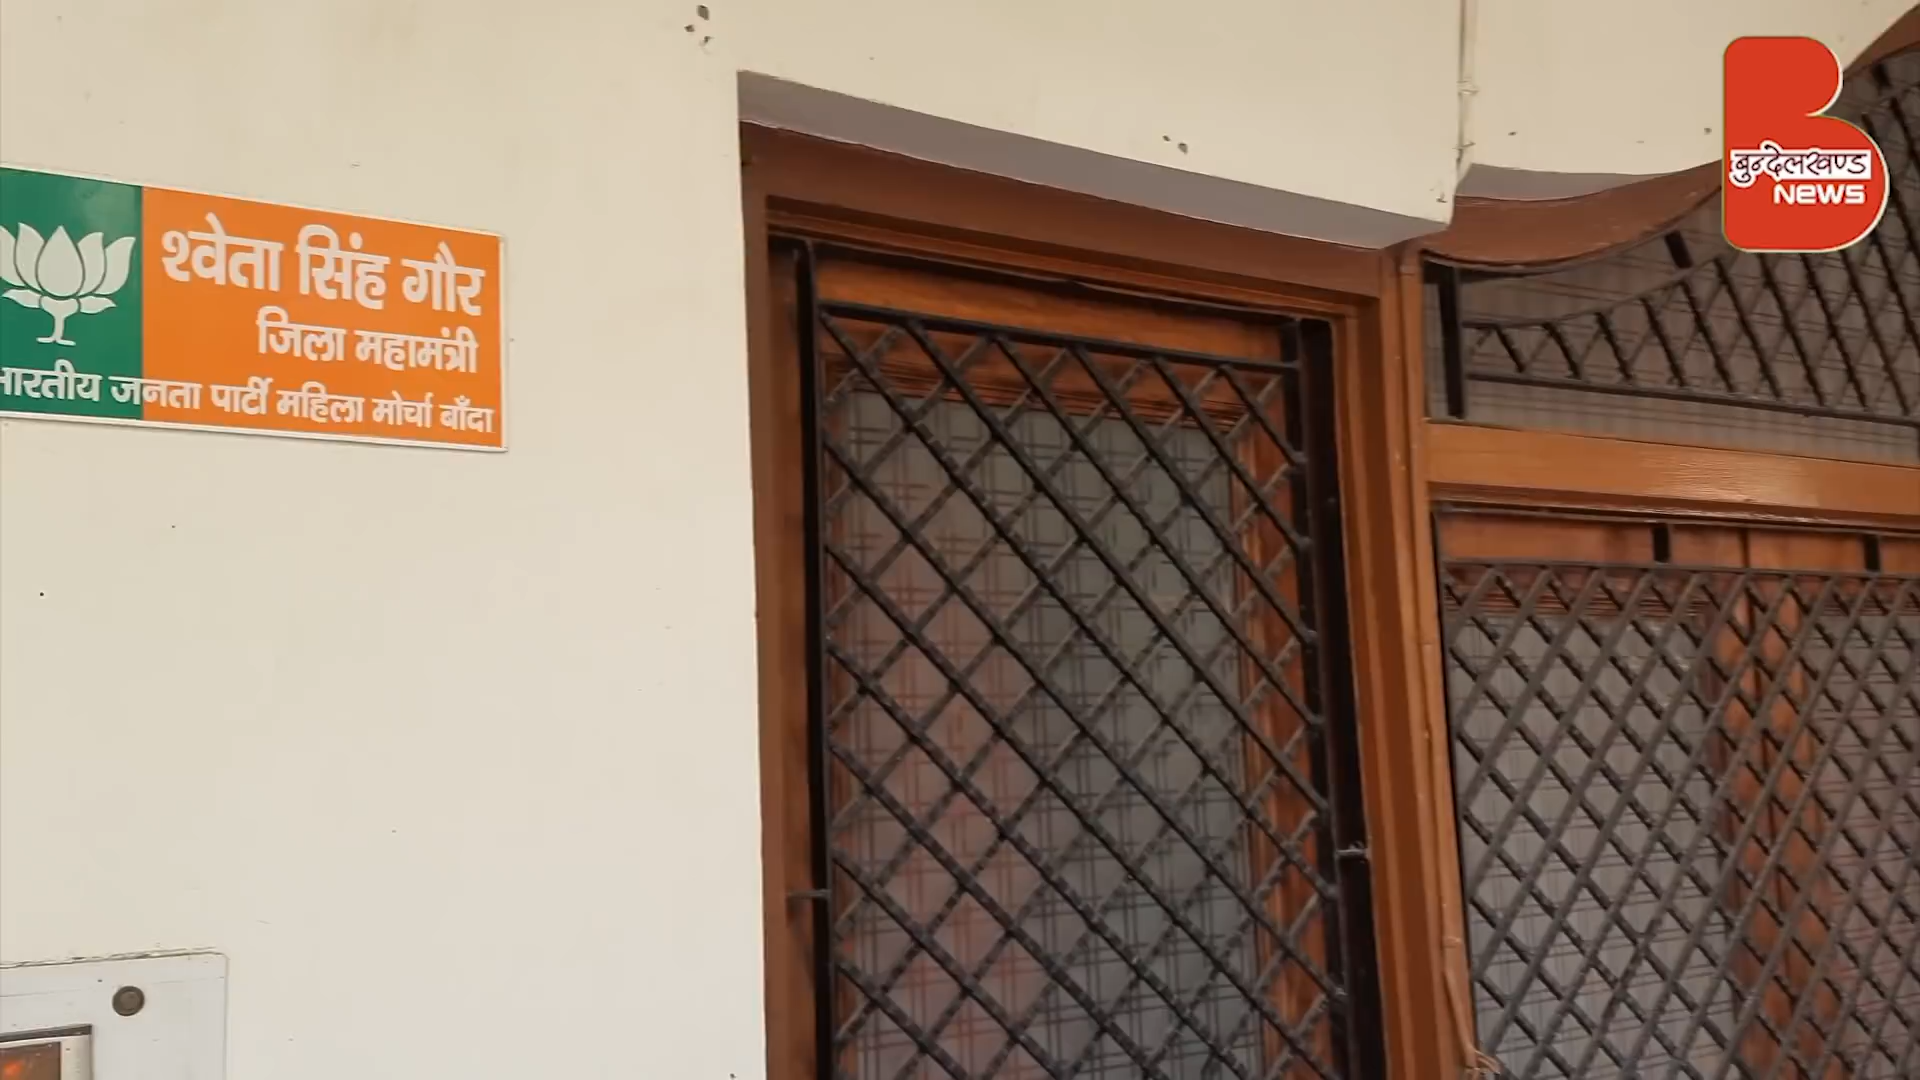 श्वेता सिंह गौर
जिला महामंत्री
भारतीय जनता पार्टी महिला मोर्चा बाँदा
बुन्देलखण्ड
NEWS